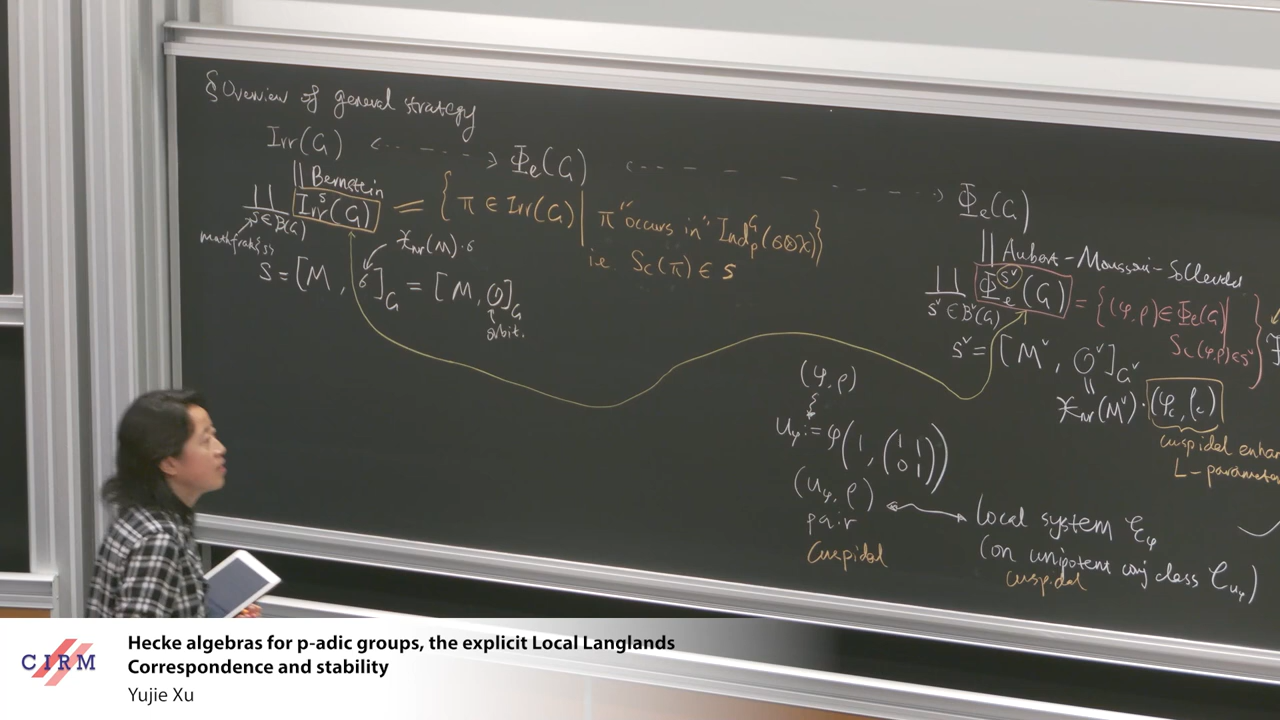 § Overview of general strategy
Irr(G) <----> Φe(G) <----> Φe(G)
|| Bernstein
∐ s∈B(G) Irr^s(G) = { π ∈ Irr(G) | π "occurs in" Ind_P^G(σ⊗χ) }
i.e. Sc(π) ∈ s
mathfrak{s}
𝔛nr(M)·σ
s = [M, σ]_G = [M, O]_G
orbit.
|| Aubert-Moussaoui-Solleveld
∐ s^∨∈B^∨(G) Φe^{s^∨}(G) = { (φ,ρ) ∈ Φe(G) |
Sc(φ,ρ) ∈ s^∨ }
s^∨ = [M^∨, O^∨]_{G^∨}
||
𝔛nr(M^∨)·(φc, ρc)
cuspidal enhan
L-paramete
(φ,ρ)
uφ := φ(1, (1 1 0 1))
(uφ, ρ) <--> local system Eφ
pair
(on unipotent conj class Cuφ)
cuspidal
cuspidal
CIRM
Hecke algebras for p-adic groups, the explicit Local Langlands
Correspondence and stability
Yujie Xu